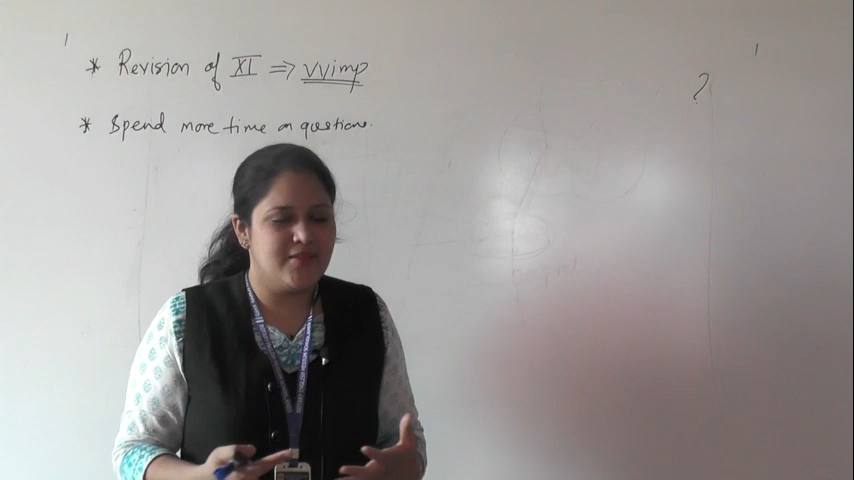 * Revision of XI ⇒ vvimp
* Spend more time on questions.
?